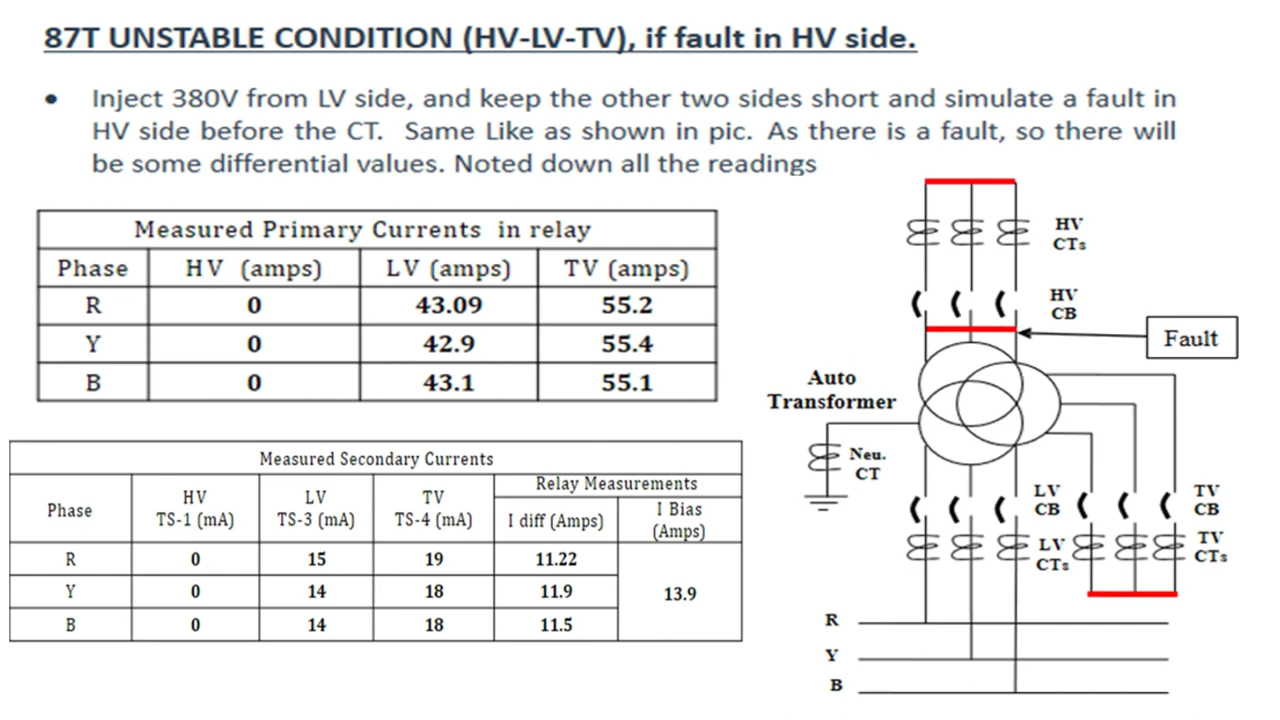 87T UNSTABLE CONDITION (HV-LV-TV), if fault in HV side.
• Inject 380V from LV side, and keep the other two sides short and simulate a fault in
HV side before the CT. Same Like as shown in pic. As there is a fault, so there will
be some differential values. Noted down all the readings
Measured Primary Currents in relay
Phase HV (amps) LV (amps) TV (amps)
R 0 43.09 55.2
Y 0 42.9 55.4
B 0 43.1 55.1
Measured Secondary Currents
Phase
HV
TS-1 (mA)
LV
TS-3 (mA)
TV
TS-4 (mA)
Relay Measurements
I diff (Amps)
I Bias
(Amps)
R 0 15 19 11.22
Y 0 14 18 11.9
13.9
B 0 14 18 11.5
HV
CTs
HV
CB
Fault
Auto
Transformer
Neu.
CT
LV
CB
TV
CB
LV
CTs
TV
CTs
R
Y
B